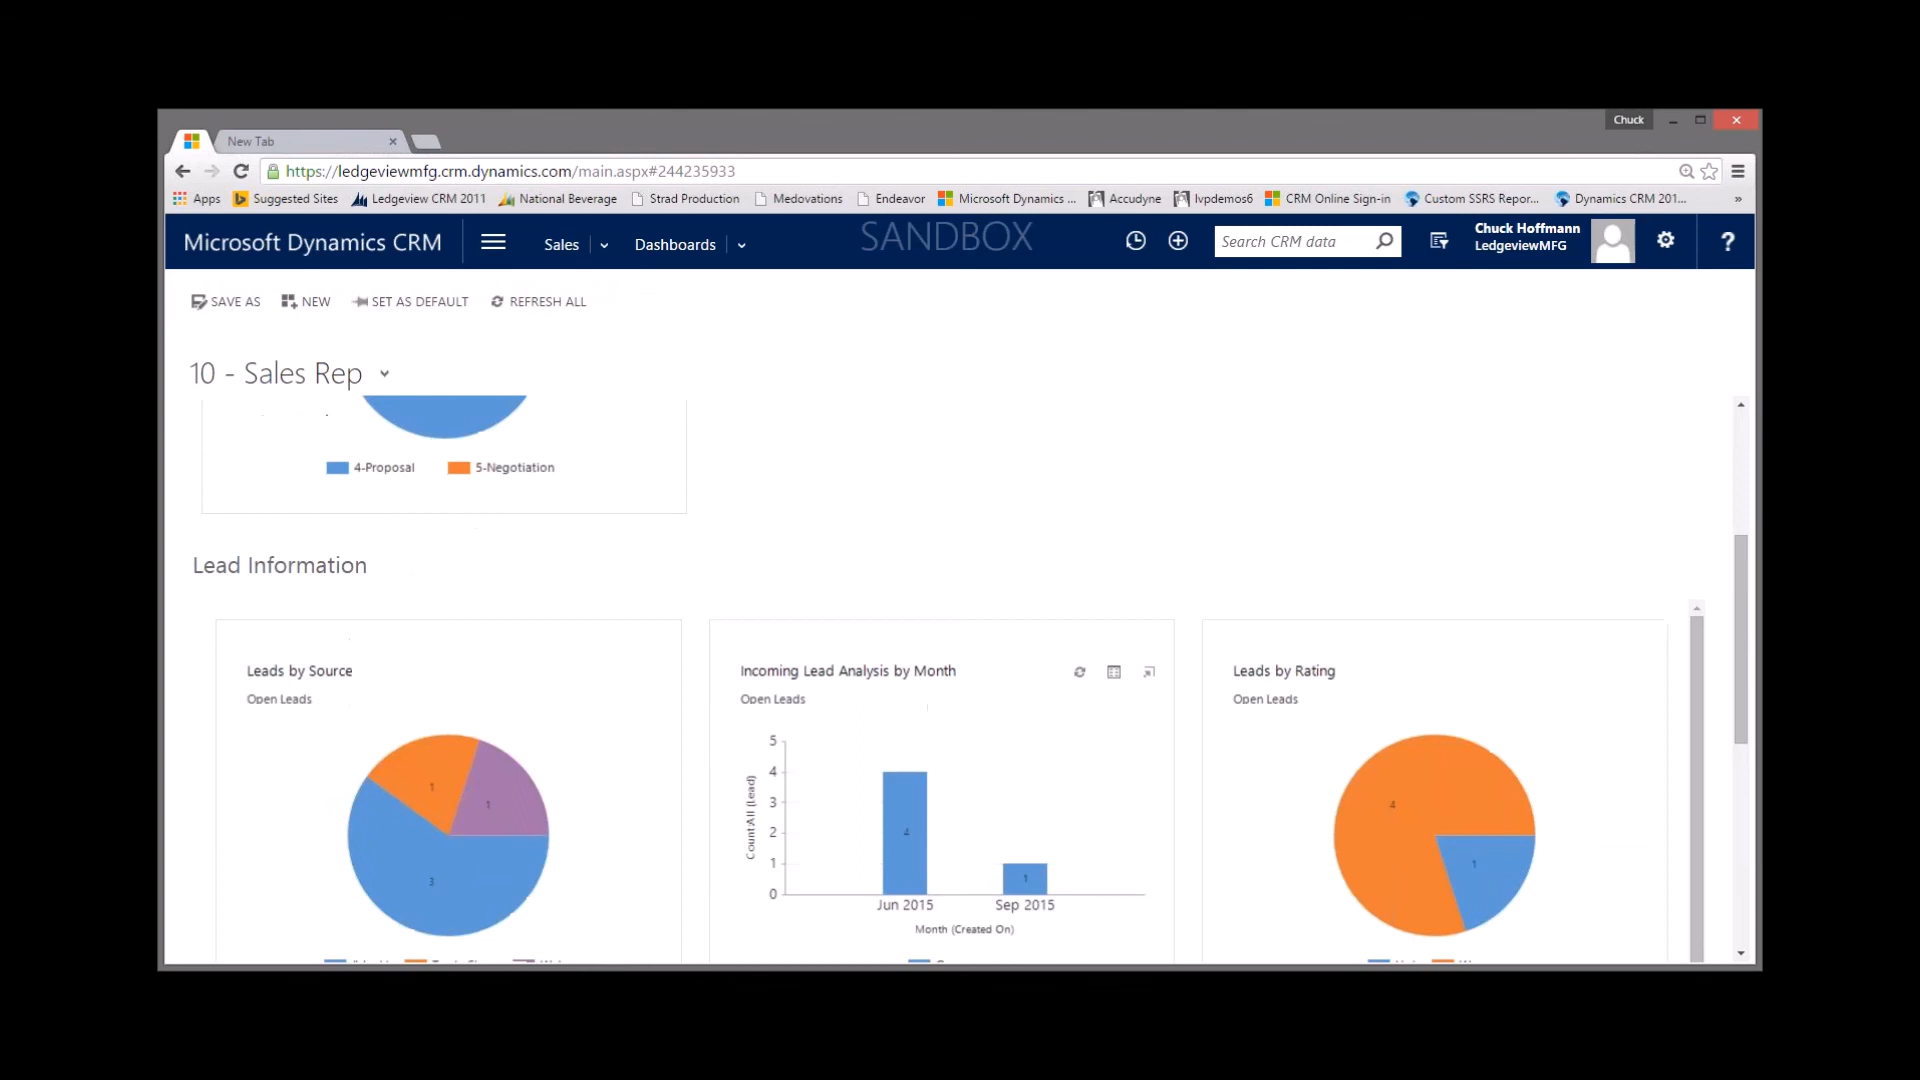 Chuck
New Tab
https://ledgeviewmfg.crm.dynamics.com/main.aspx#244235933
Apps Suggested Sites Ledgeview CRM 2011 National Beverage Strad Production Medovations Endeavor Microsoft Dynamics ... Accudyne lvpdemos6 CRM Online Sign-in Custom SSRS Repor... Dynamics CRM 201... »
Microsoft Dynamics CRM Sales Dashboards SANDBOX Search CRM data Chuck Hoffmann ?
LedgeviewMFG
SAVE AS NEW SET AS DEFAULT REFRESH ALL
10 - Sales Rep
4-Proposal 5-Negotiation
Lead Information
Leads by Source
Open Leads
1
1
3
Incoming Lead Analysis by Month
Open Leads
CountAll (Lead)
5
4
3
2
1
0
4
1
Jun 2015 Sep 2015
Month (Created On)
Leads by Rating
Open Leads
4
1